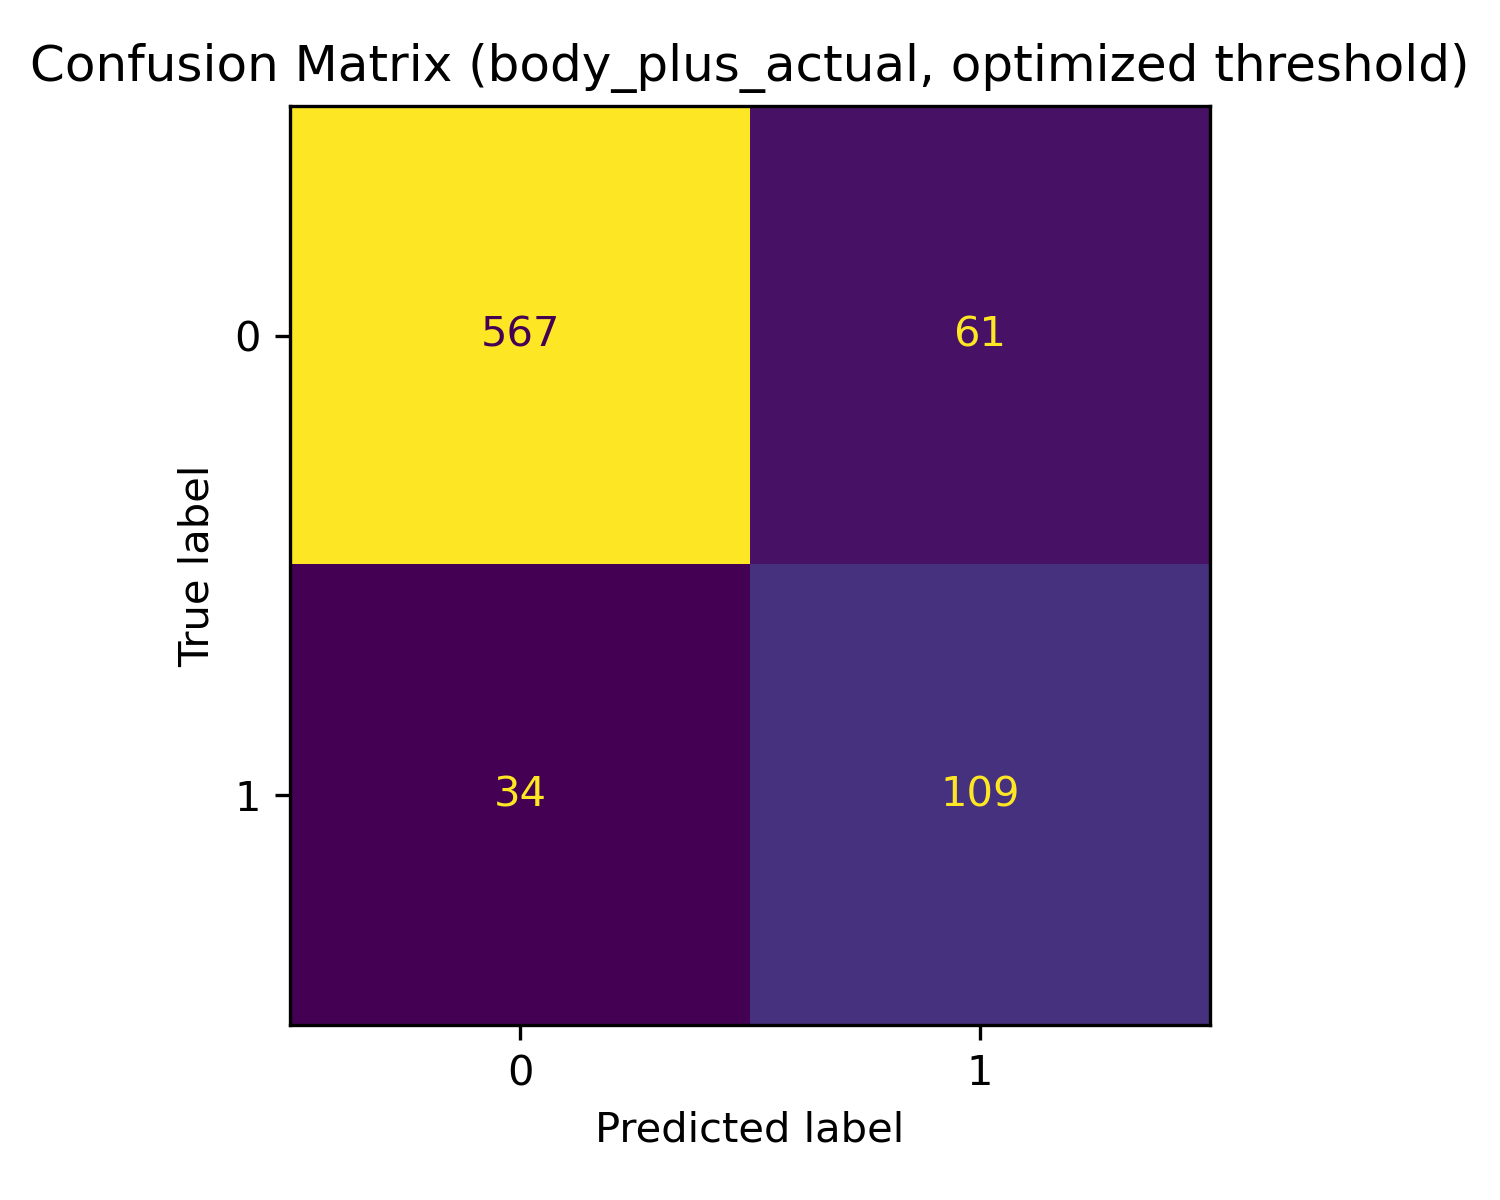 Confusion Matrix (body_plus_actual, optimized threshold)
0
567
61
True label
1
34
109
0
1
Predicted label